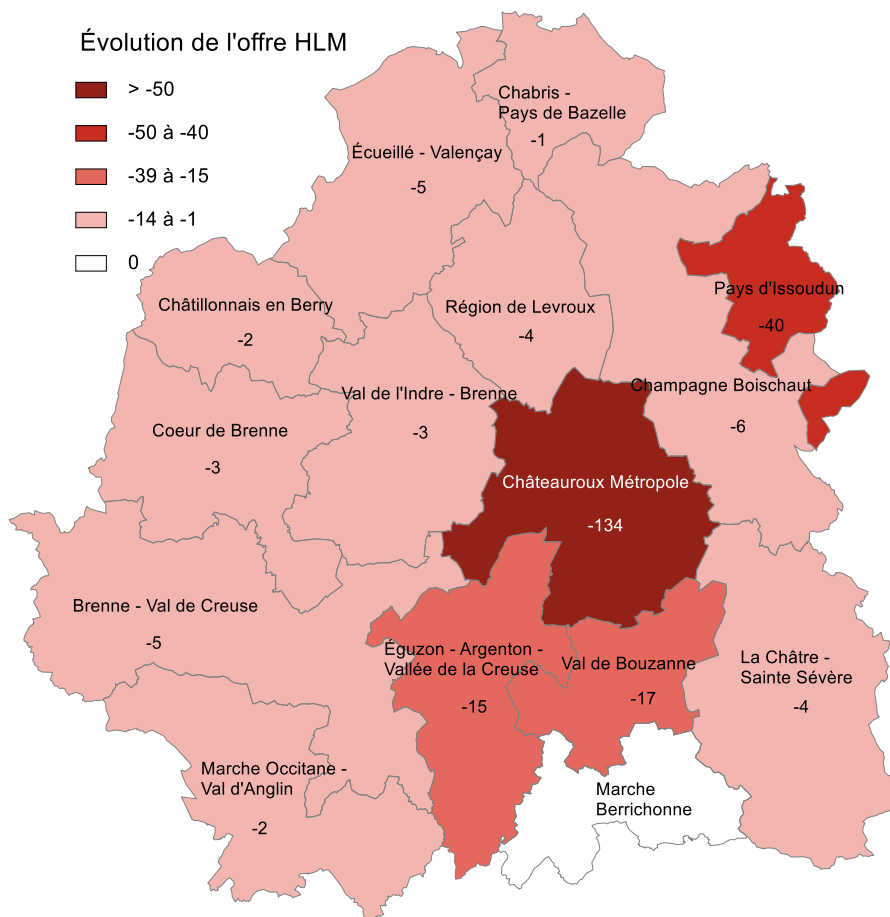 Évolution de l'offre HLM
> -50
-50 à -40
-39 à -15
-14 à -1
0
Chabris -
Pays de Bazelle
-1
Écueillé - Valençay
-5
Pays d'Issoudun
-40
Châtillonnais en Berry
-2
Région de Levroux
-4
Champagne Boischaut
-6
Val de l'Indre - Brenne
-3
Coeur de Brenne
-3
Châteauroux Métropole
-134
Brenne - Val de Creuse
-5
Éguzon - Argenton -
Vallée de la Creuse
-15
Val de Bouzanne
-17
La Châtre -
Sainte Sévère
-4
Marche Occitane -
Val d'Anglin
-2
Marche
Berrichonne